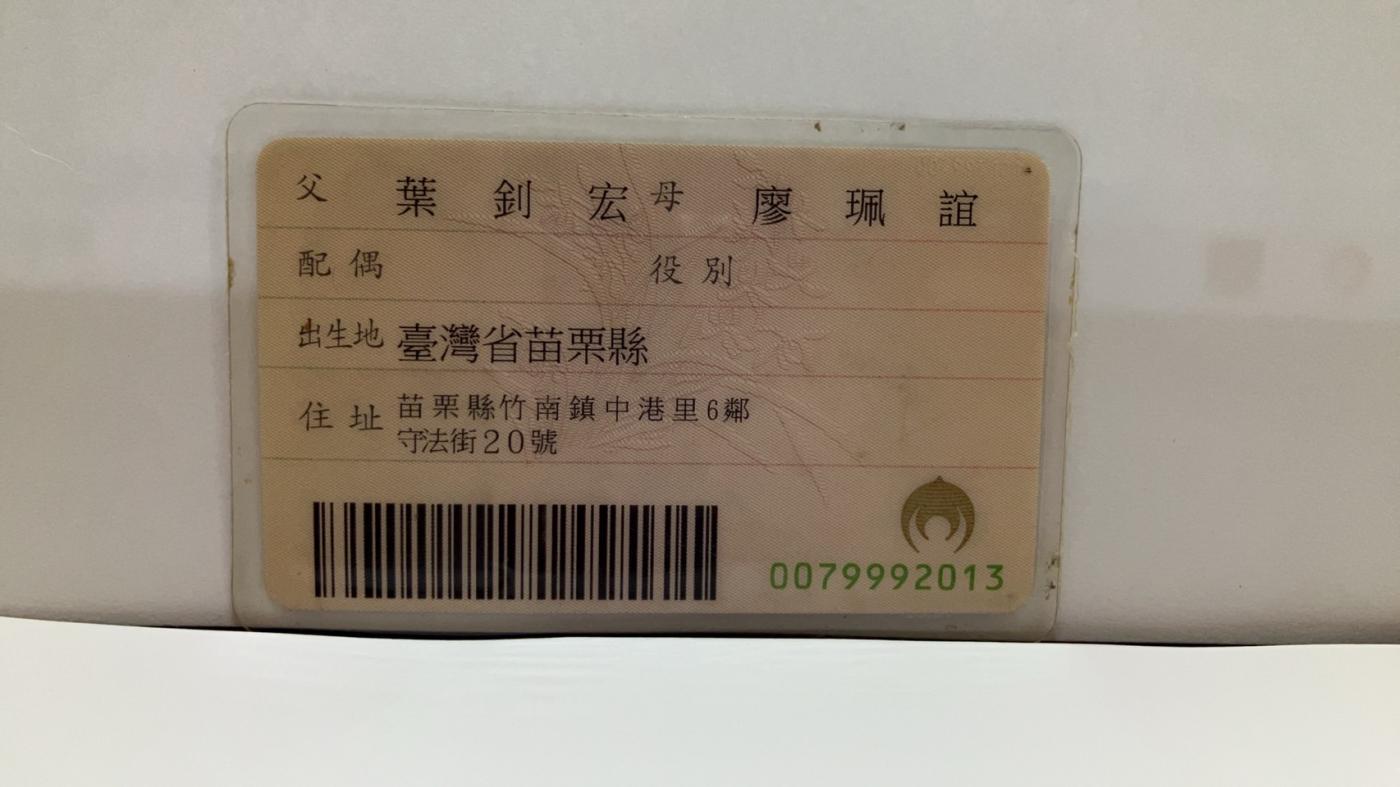 父 葉釗宏 母 廖珮誼
配偶 役別
出生地 臺灣省苗栗縣
住址 苗栗縣竹南鎮中港里6鄰
守法街20號
0079992013